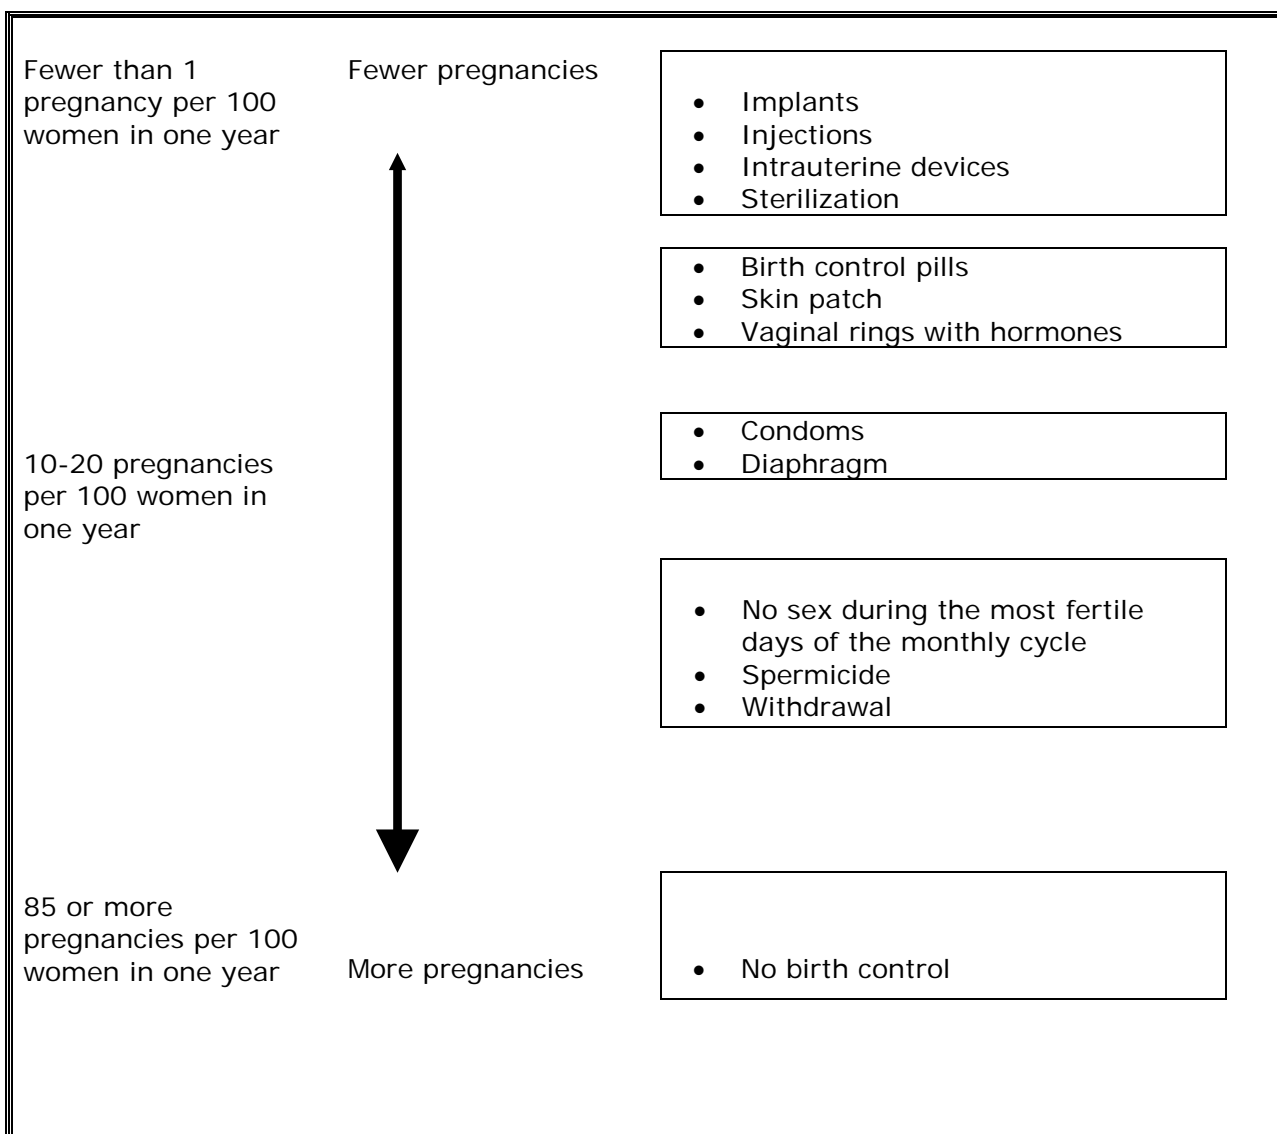 Fewer than 1
pregnancy per 100
women in one year
Fewer pregnancies
• Implants
• Injections
• Intrauterine devices
• Sterilization
• Birth control pills
• Skin patch
• Vaginal rings with hormones
• Condoms
• Diaphragm
10-20 pregnancies
per 100 women in
one year
• No sex during the most fertile
days of the monthly cycle
• Spermicide
• Withdrawal
85 or more
pregnancies per 100
women in one year
More pregnancies
• No birth control